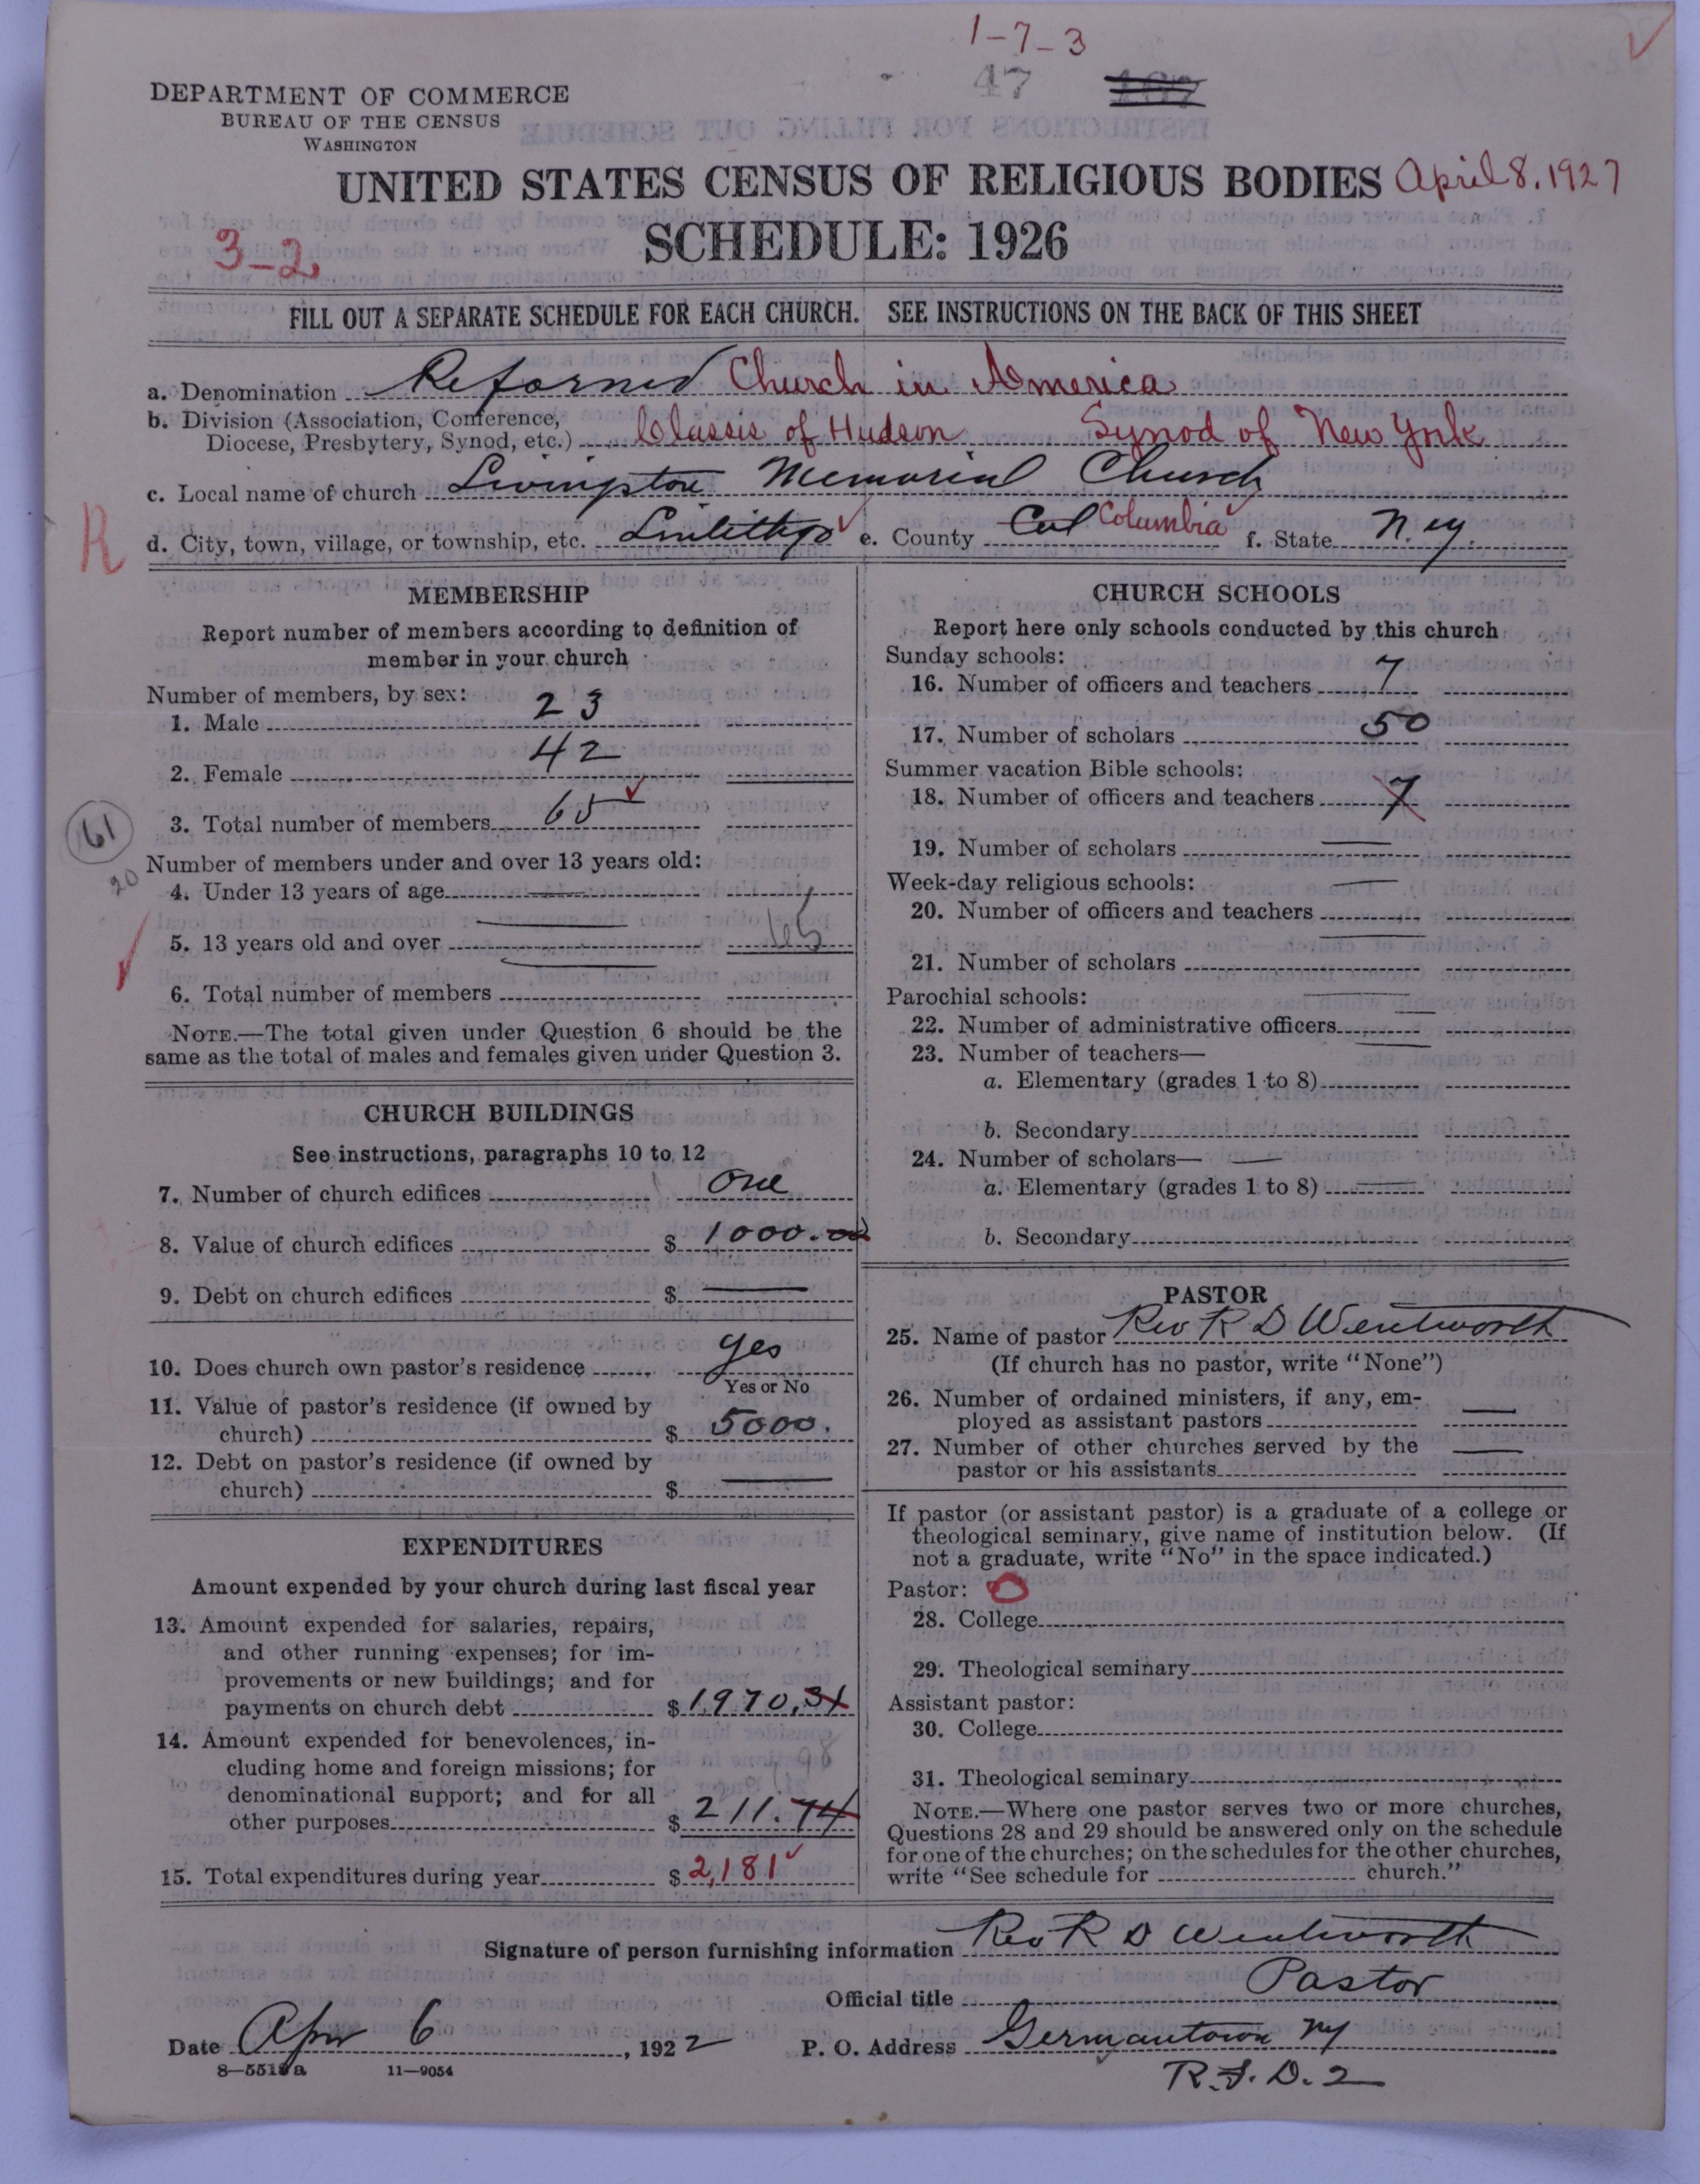 1-7-3
47
DEPARTMENT OF COMMERCE
BUREAU OF THE CENSUS
WASHINGTON
UNITED STATES CENSUS OF RELIGIOUS BODIES April 8, 1927
SCHEDULE: 1926
3-2
FILL OUT A SEPARATE SCHEDULE FOR EACH CHURCH. SEE INSTRUCTIONS ON THE BACK OF THIS SHEET
a. Denomination Reformed Church in America
b. Division (Association, Conference,
Diocese, Presbytery, Synod, etc.) Classis of Hudson Synod of New York
c. Local name of church Livingston Memorial Church
R
d. City, town, village, or township, etc. Linlithgo e. County Col Columbia f. State N.Y.
MEMBERSHIP
Report number of members according to definition of
member in your church
Number of members, by sex:
1. Male 23
2. Female 42
3. Total number of members 65
61
Number of members under and over 13 years old:
20
4. Under 13 years of age
5. 13 years old and over 65
6. Total number of members
NOTE.—The total given under Question 6 should be the
same as the total of males and females given under Question 3.
CHURCH BUILDINGS
See instructions, paragraphs 10 to 12
7. Number of church edifices One
8. Value of church edifices $ 1000.00
9. Debt on church edifices $ —
10. Does church own pastor's residence yes
Yes or No
11. Value of pastor's residence (if owned by
church) $ 5000.
12. Debt on pastor's residence (if owned by
church) $ —
EXPENDITURES
Amount expended by your church during last fiscal year
13. Amount expended for salaries, repairs,
and other running expenses; for im-
provements or new buildings; and for
payments on church debt $ 1,970.31
14. Amount expended for benevolences, in-
cluding home and foreign missions; for
denominational support; and for all
other purposes $ 211.74
15. Total expenditures during year $ 2,181
CHURCH SCHOOLS
Report here only schools conducted by this church
Sunday schools:
16. Number of officers and teachers 7
17. Number of scholars 50
Summer vacation Bible schools:
18. Number of officers and teachers 7
19. Number of scholars —
Week-day religious schools: —
20. Number of officers and teachers
21. Number of scholars —
Parochial schools: —
22. Number of administrative officers —
23. Number of teachers— —
a. Elementary (grades 1 to 8)
b. Secondary
24. Number of scholars— —
a. Elementary (grades 1 to 8) —
b. Secondary
PASTOR
25. Name of pastor Rev R D Wentworth
(If church has no pastor, write "None")
26. Number of ordained ministers, if any, em-
ployed as assistant pastors —
27. Number of other churches served by the
pastor or his assistants —
If pastor (or assistant pastor) is a graduate of a college or
theological seminary, give name of institution below. (If
not a graduate, write "No" in the space indicated.)
Pastor: O
28. College
29. Theological seminary
Assistant pastor:
30. College
31. Theological seminary
NOTE.—Where one pastor serves two or more churches,
Questions 28 and 29 should be answered only on the schedule
for one of the churches; on the schedules for the other churches,
write "See schedule for church."
Signature of person furnishing information Rev R D Wentworth
Official title Pastor
Date Apr 6, 1922 P. O. Address Germantown NY
R.F.D. 2
11—9054